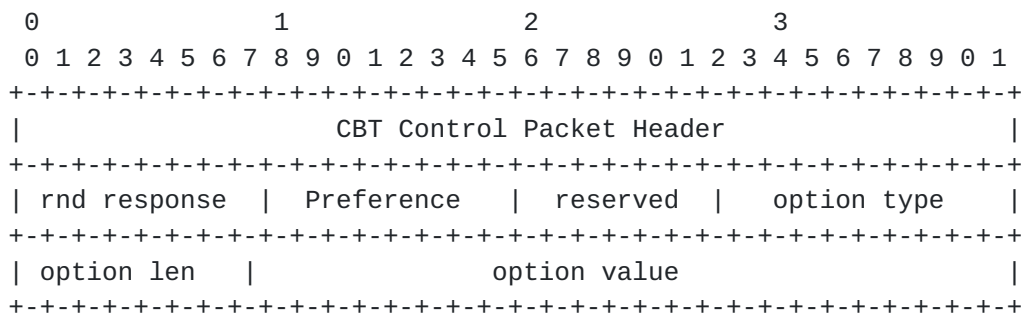 0                   1                   2                   3
 0 1 2 3 4 5 6 7 8 9 0 1 2 3 4 5 6 7 8 9 0 1 2 3 4 5 6 7 8 9 0 1
+-+-+-+-+-+-+-+-+-+-+-+-+-+-+-+-+-+-+-+-+-+-+-+-+-+-+-+-+-+-+-+-+
|                    CBT Control Packet Header                  |
+-+-+-+-+-+-+-+-+-+-+-+-+-+-+-+-+-+-+-+-+-+-+-+-+-+-+-+-+-+-+-+-+
| rnd response  |  Preference   |  reserved  |   option type    |
+-+-+-+-+-+-+-+-+-+-+-+-+-+-+-+-+-+-+-+-+-+-+-+-+-+-+-+-+-+-+-+-+
| option len   |               option value                     |
+-+-+-+-+-+-+-+-+-+-+-+-+-+-+-+-+-+-+-+-+-+-+-+-+-+-+-+-+-+-+-+-+